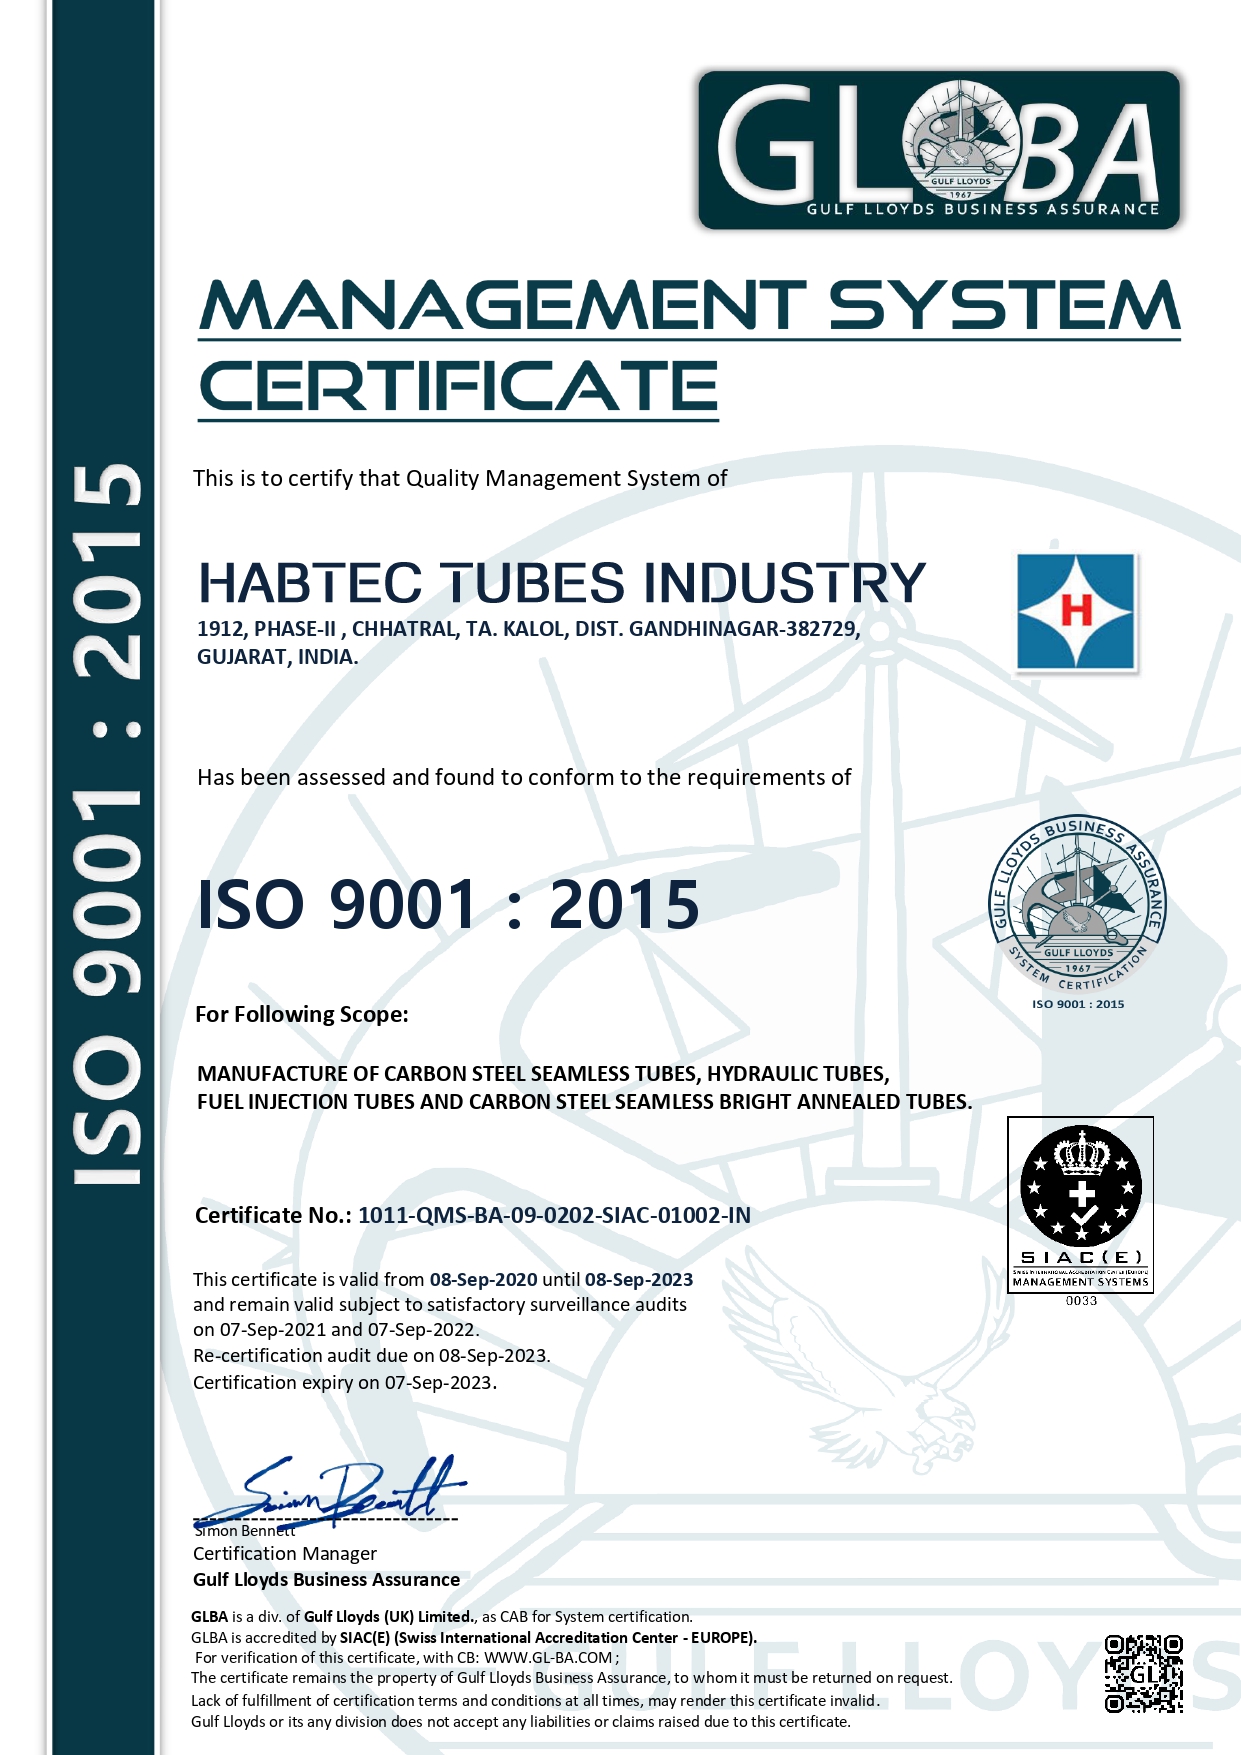 GLOBA
GULF LLOYDS
1967
GULF LLOYDS BUSINESS ASSURANCE
MANAGEMENT SYSTEM
CERTIFICATE
ISO 9001 : 2015
This is to certify that Quality Management System of
HABTEC TUBES INDUSTRY
1912, PHASE-II , CHHATRAL, TA. KALOL, DIST. GANDHINAGAR-382729,
GUJARAT, INDIA.
H
Has been assessed and found to conform to the requirements of
ISO 9001 : 2015
GULF LLOYDS BUSINESS ASSURANCE
GULF LLOYDS
1967
SYSTEM CERTIFICATION
ISO 9001 : 2015
For Following Scope:
MANUFACTURE OF CARBON STEEL SEAMLESS TUBES, HYDRAULIC TUBES,
FUEL INJECTION TUBES AND CARBON STEEL SEAMLESS BRIGHT ANNEALED TUBES.
Certificate No.: 1011-QMS-BA-09-0202-SIAC-01002-IN
SIAC(E)
SWISS INTERNATIONAL ACCREDITATION CENTER (EUROPE)
MANAGEMENT SYSTEMS
0033
This certificate is valid from 08-Sep-2020 until 08-Sep-2023
and remain valid subject to satisfactory surveillance audits
on 07-Sep-2021 and 07-Sep-2022.
Re-certification audit due on 08-Sep-2023.
Certification expiry on 07-Sep-2023.
Simon Bennett
Simon Bennett
Certification Manager
Gulf Lloyds Business Assurance
GLBA is a div. of Gulf Lloyds (UK) Limited., as CAB for System certification.
GLBA is accredited by SIAC(E) (Swiss International Accreditation Center - EUROPE).
For verification of this certificate, with CB: WWW.GL-BA.COM ;
The certificate remains the property of Gulf Lloyds Business Assurance, to whom it must be returned on request.
Lack of fulfillment of certification terms and conditions at all times, may render this certificate invalid.
Gulf Lloyds or its any division does not accept any liabilities or claims raised due to this certificate.
GULF LLOYDS
GL